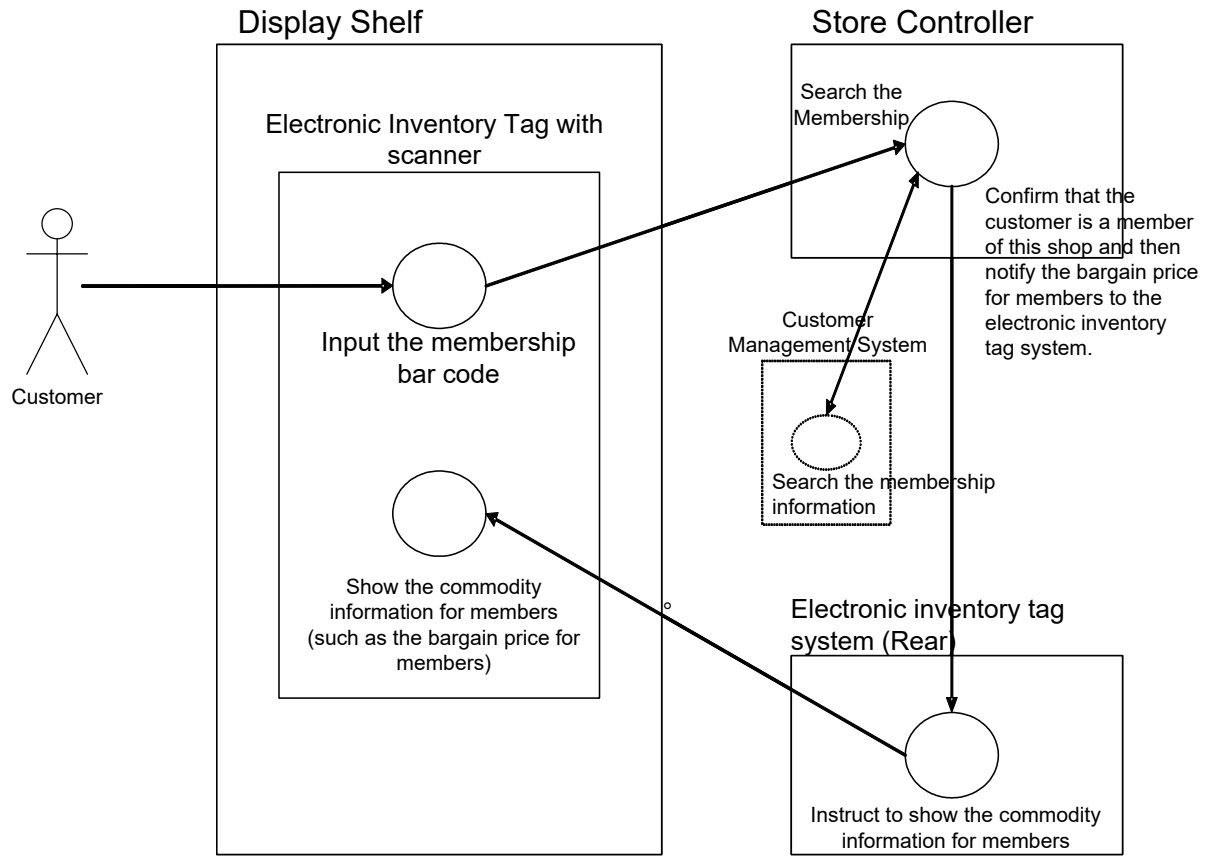 Display Shelf
Store Controller
Search the
Membership
Electronic Inventory Tag with
scanner
Confirm that the
customer is a member
of this shop and then
notify the bargain price
for members to the
electronic inventory
tag system.
Input the membership
bar code
Customer
Customer
Management System
Search the membership
information
Show the commodity
information for members
(such as the bargain price for
members)
Electronic inventory tag
system (Rear)
Instruct to show the commodity
information for members